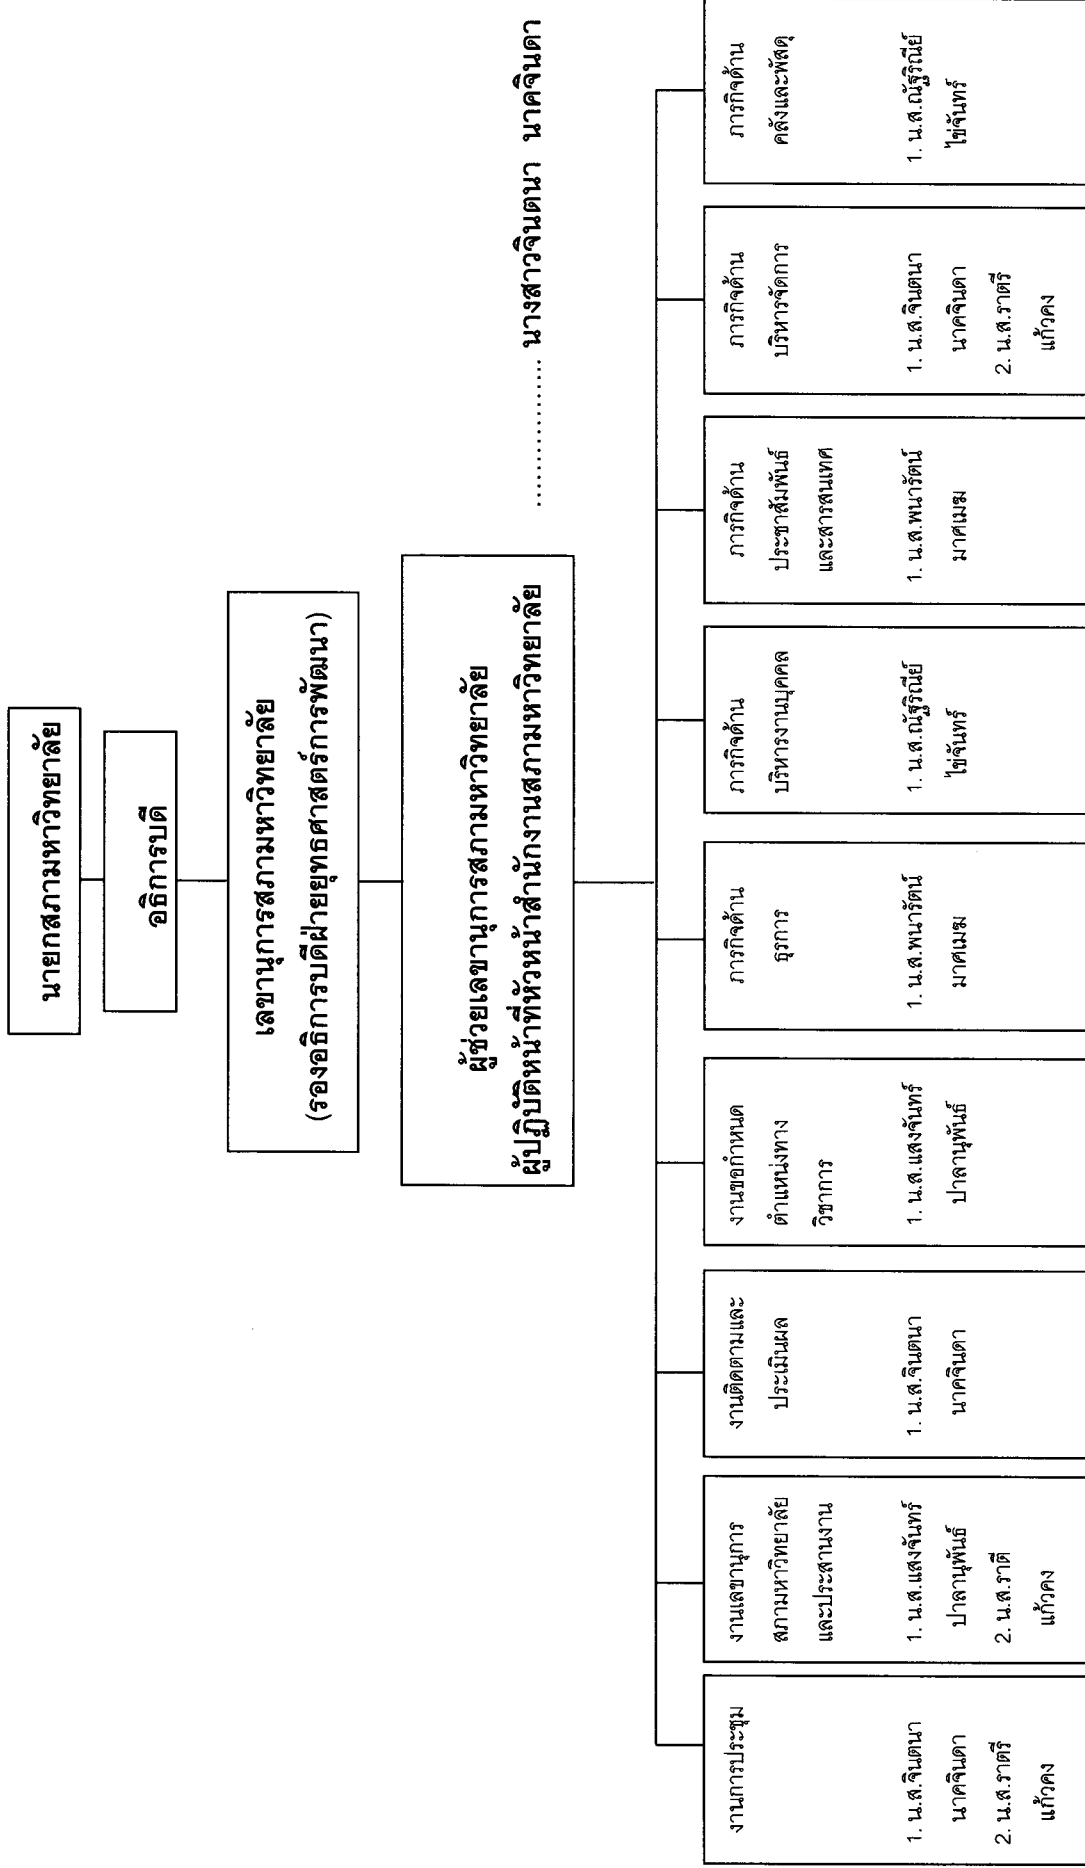 นายกสภามหาวิทยาลัย
อธิการบดี
เลขานุการสภามหาวิทยาลัย
(รองอธิการบดีฝ่ายยุทธศาสตร์การพัฒนา)
ผู้ช่วยเลขานุการสภามหาวิทยาลัย
ผู้ปฏิบัติหน้าที่หัวหน้าสำนักงานสภามหาวิทยาลัย
................ นางสาวจินตนา นาคจินดา
งานการประชุม
1. น.ส.จินตนา
นาคจินดา
2. น.ส.ราตรี
แก้วคง
งานเลขานุการ
สภามหาวิทยาลัย
และประสานงาน
1. น.ส.แสงจันทร์
ปาลานุพันธ์
2. น.ส.ราตี
แก้วคง
งานติดตามและ
ประเมินผล
1. น.ส.จินตนา
นาคจินดา
งานขอกำหนด
ตำแหน่งทาง
วิชาการ
1. น.ส.แสงจันทร์
ปาลานุพันธ์
ภารกิจด้าน
ธุรการ
1. น.ส.พนารัตน์
มาศเมฆ
ภารกิจด้าน
บริหารงานบุคคล
1. น.ส.ณัฐริณีย์
ไข่จันทร์
ภารกิจด้าน
ประชาสัมพันธ์
และสารสนเทศ
1. น.ส.พนารัตน์
มาศเมฆ
ภารกิจด้าน
บริหารจัดการ
1. น.ส.จินตนา
นาคจินดา
2. น.ส.ราตรี
แก้วคง
ภารกิจด้าน
คลังและพัสดุ
1. น.ส.ณัฐริณีย์
ไข่จันทร์